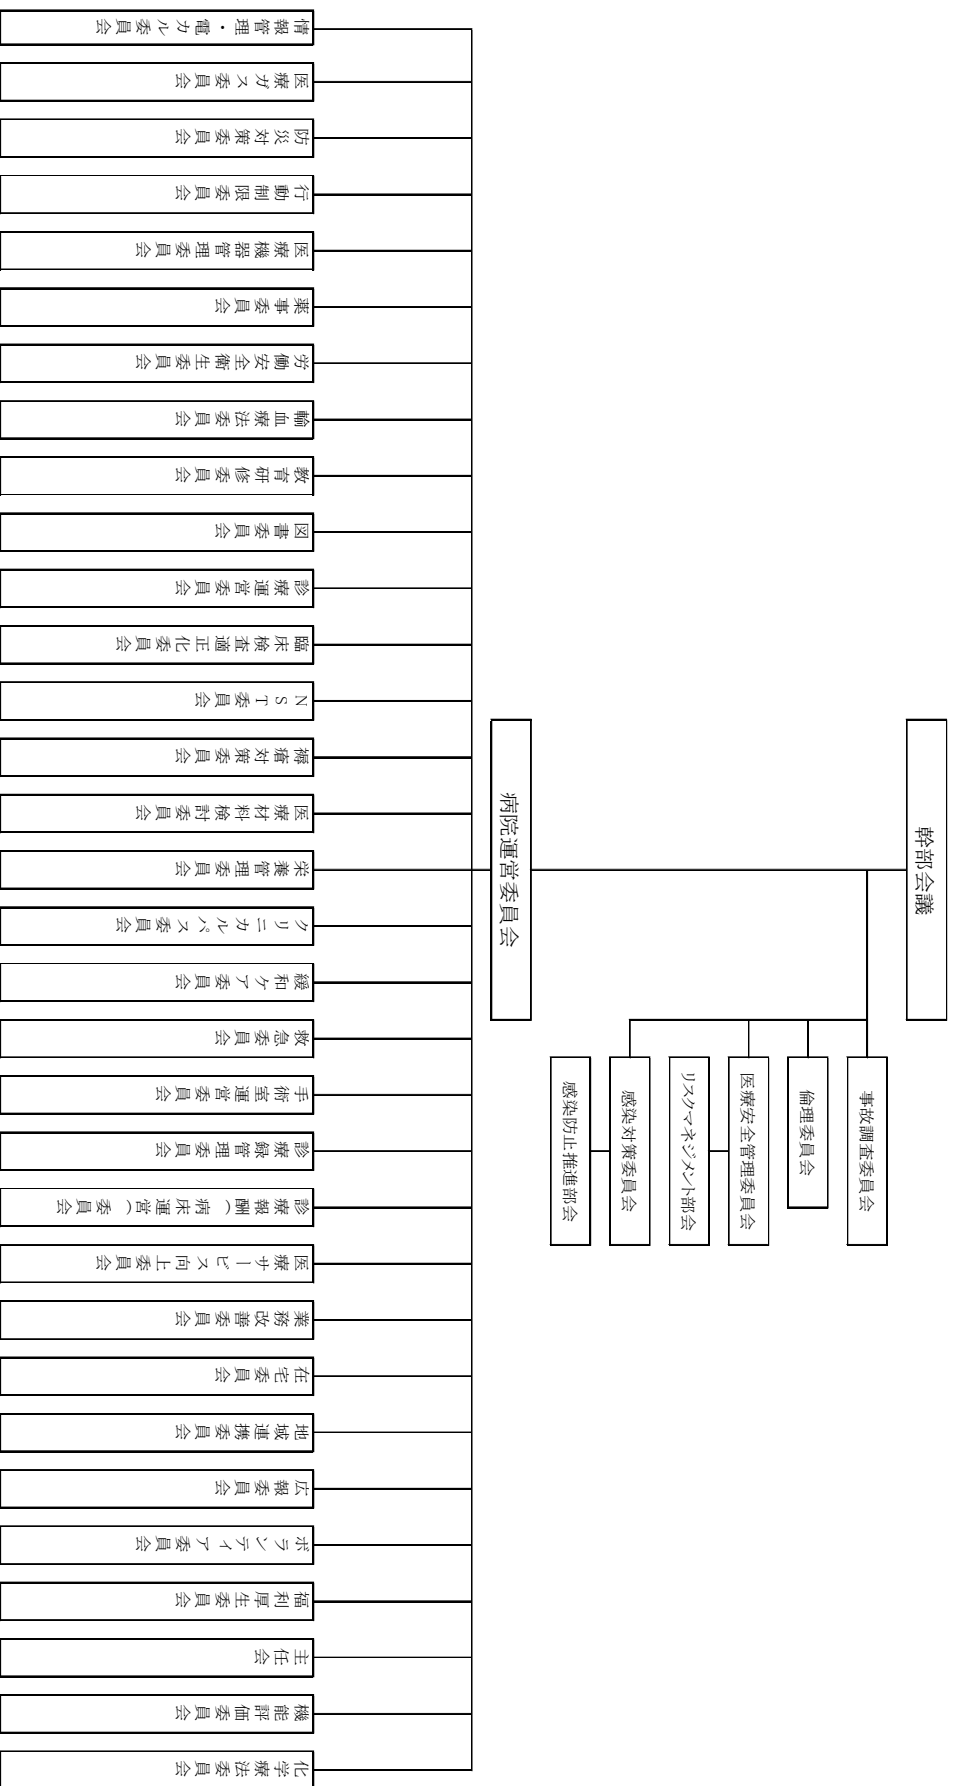 幹部会議
事故調査委員会
倫理委員会
医療安全管理委員会
リスクマネジメント部会
感染対策委員会
感染防止推進部会
病院運営委員会
情報管理・電カル委員会
医療ガス委員会
防災対策委員会
行動制限委員会
医療機器管理委員会
薬事委員会
労働安全衛生委員会
輸血療法委員会
教育研修委員会
図書委員会
診療運営委員会
臨床検査適正化委員会
NST委員会
褥瘡対策委員会
医療材料検討委員会
栄養管理委員会
クリニカルパス委員会
緩和ケア委員会
救急委員会
手術室運営委員会
診療録管理委員会
診療報酬(病床運営)委員会
医療サービス向上委員会
業務改善委員会
在宅委員会
地域連携委員会
広報委員会
ボランティア委員会
福利厚生委員会
主任会
機能評価委員会
化学療法委員会